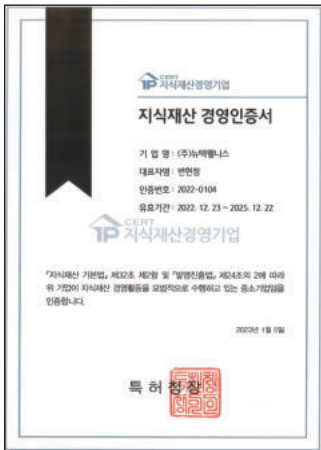 CERT
IP 지식재산경영기업
지식재산 경영인증서
기 업 명 : (주)뉴텍웰니스
대표자명 : 변현정
인증번호 : 2022-0104
유효기간 : 2022. 12. 23 ~ 2025. 12. 22
CERT
IP 지식재산경영기업
「지식재산 기본법」 제32조 제2항 및 「발명진흥법」 제24조의 2에 따라
위 기업이 지식재산 경영활동을 모범적으로 수행하고 있는 중소기업임을
인증합니다.
2023년 1월 5일
특 허 청 장